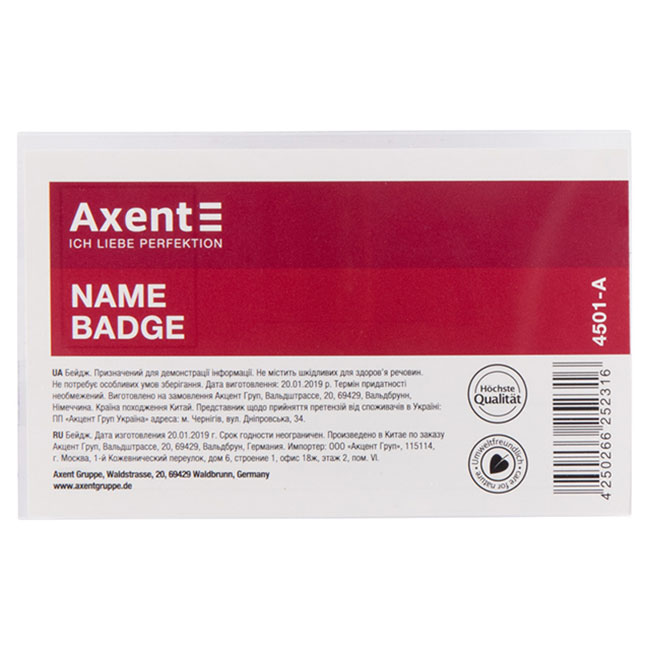 Axent
ICH LIEBE PERFEKTION
NAME
BADGE
4501-A
UA Бейдж. Призначений для демонстрації інформації. Не містить шкідливих для здоров'я речовин.
Не потребує особливих умов зберігання. Дата виготовлення: 20.01.2019 р. Термін придатності
необмежений. Виготовлено на замовлення Акцент Груп, Вальдштрассе, 20, 69429, Вальдбрунн,
Німеччина. Країна походження Китай. Представник щодо прийняття претензій від споживачів в Україні:
ПП «Акцент Груп Україна» адреса: м. Чернігів, вул. Дніпровська, 34.
RU Бейдж. Дата изготовления 20.01.2019 г. Срок годности неограничен. Произведено в Китае по заказу
Акцент Груп, Вальдштрассе, 20, 69429, Вальдбрун, Германия. Импортер: ООО «Акцент Груп», 115114,
г. Москва, 1-й Кожевнический переулок, дом 6, строение 1, офис 18ж, этаж 2, пом. VI.
Axent Gruppe, Waldstrasse, 20, 69429 Waldbrunn, Germany
www.axentgruppe.de
Höchste
Qualität
Umweltfreundlich • care for nature •
4 250266 252316